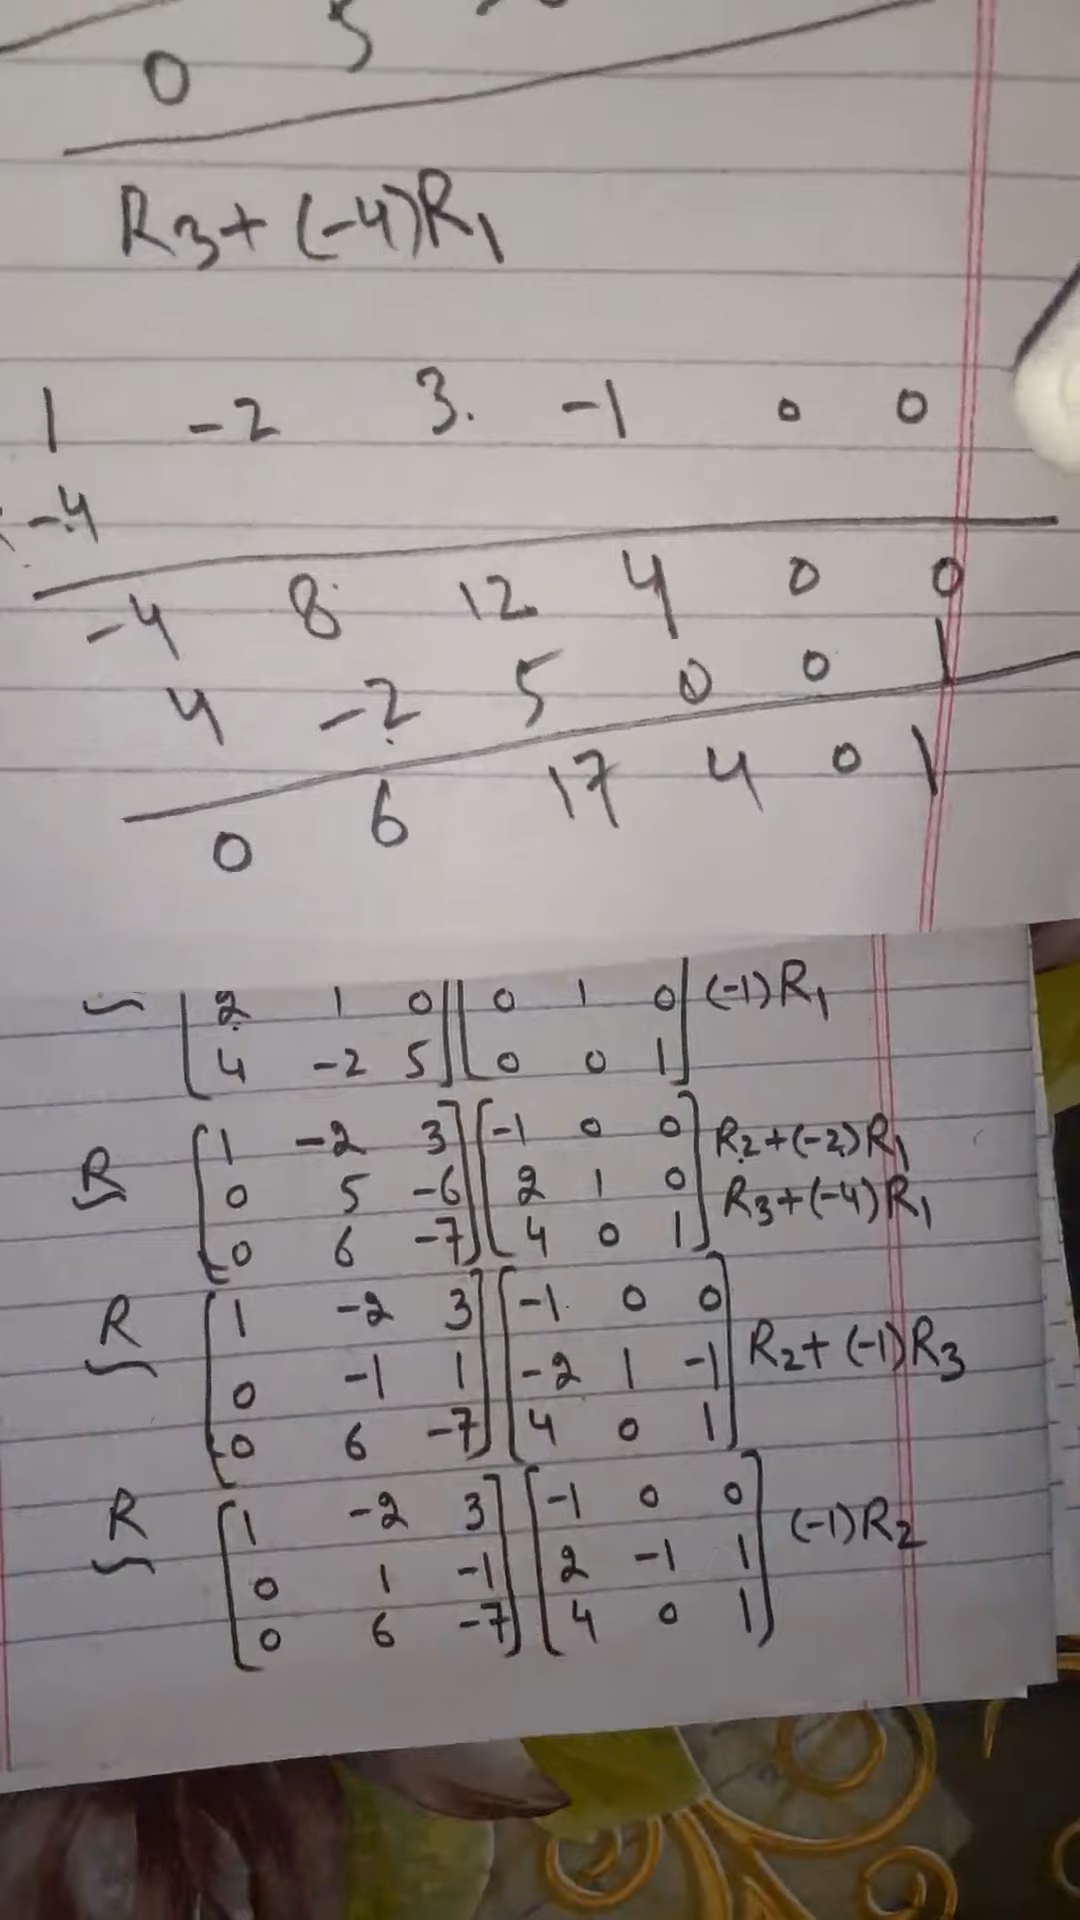 0 5
R3+(-4)R1
1 -2 3. -1 0 0
-4
-4 8 12 4 0 0
4 -2 5 0 0 1
0 6 17 4 0 1
2 1 0 0 1 0 (-1)R1
4 -2 5 0 0 1
R 1 -2 3 -1 0 0 R2+(-2)R1
0 5 -6 2 1 0 R3+(-4)R1
0 6 -7 4 0 1
R 1 -2 3 -1 0 0
0 -1 1 -2 1 -1 R2+(-1)R3
0 6 -7 4 0 1
R 1 -2 3 -1 0 0 (-1)R2
0 1 -1 2 -1 1
0 6 -7 4 0 1